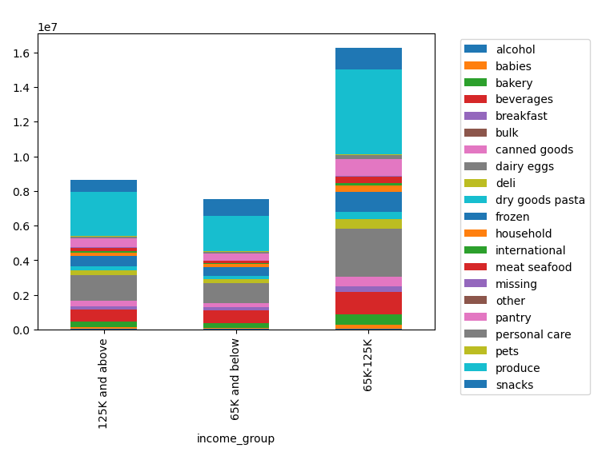 1e7
1.6
1.4
1.2
1.0
0.8
0.6
0.4
0.2
0.0
125K and above
65K and below
65K-125K
income_group
alcohol
babies
bakery
beverages
breakfast
bulk
canned goods
dairy eggs
deli
dry goods pasta
frozen
household
international
meat seafood
missing
other
pantry
personal care
pets
produce
snacks